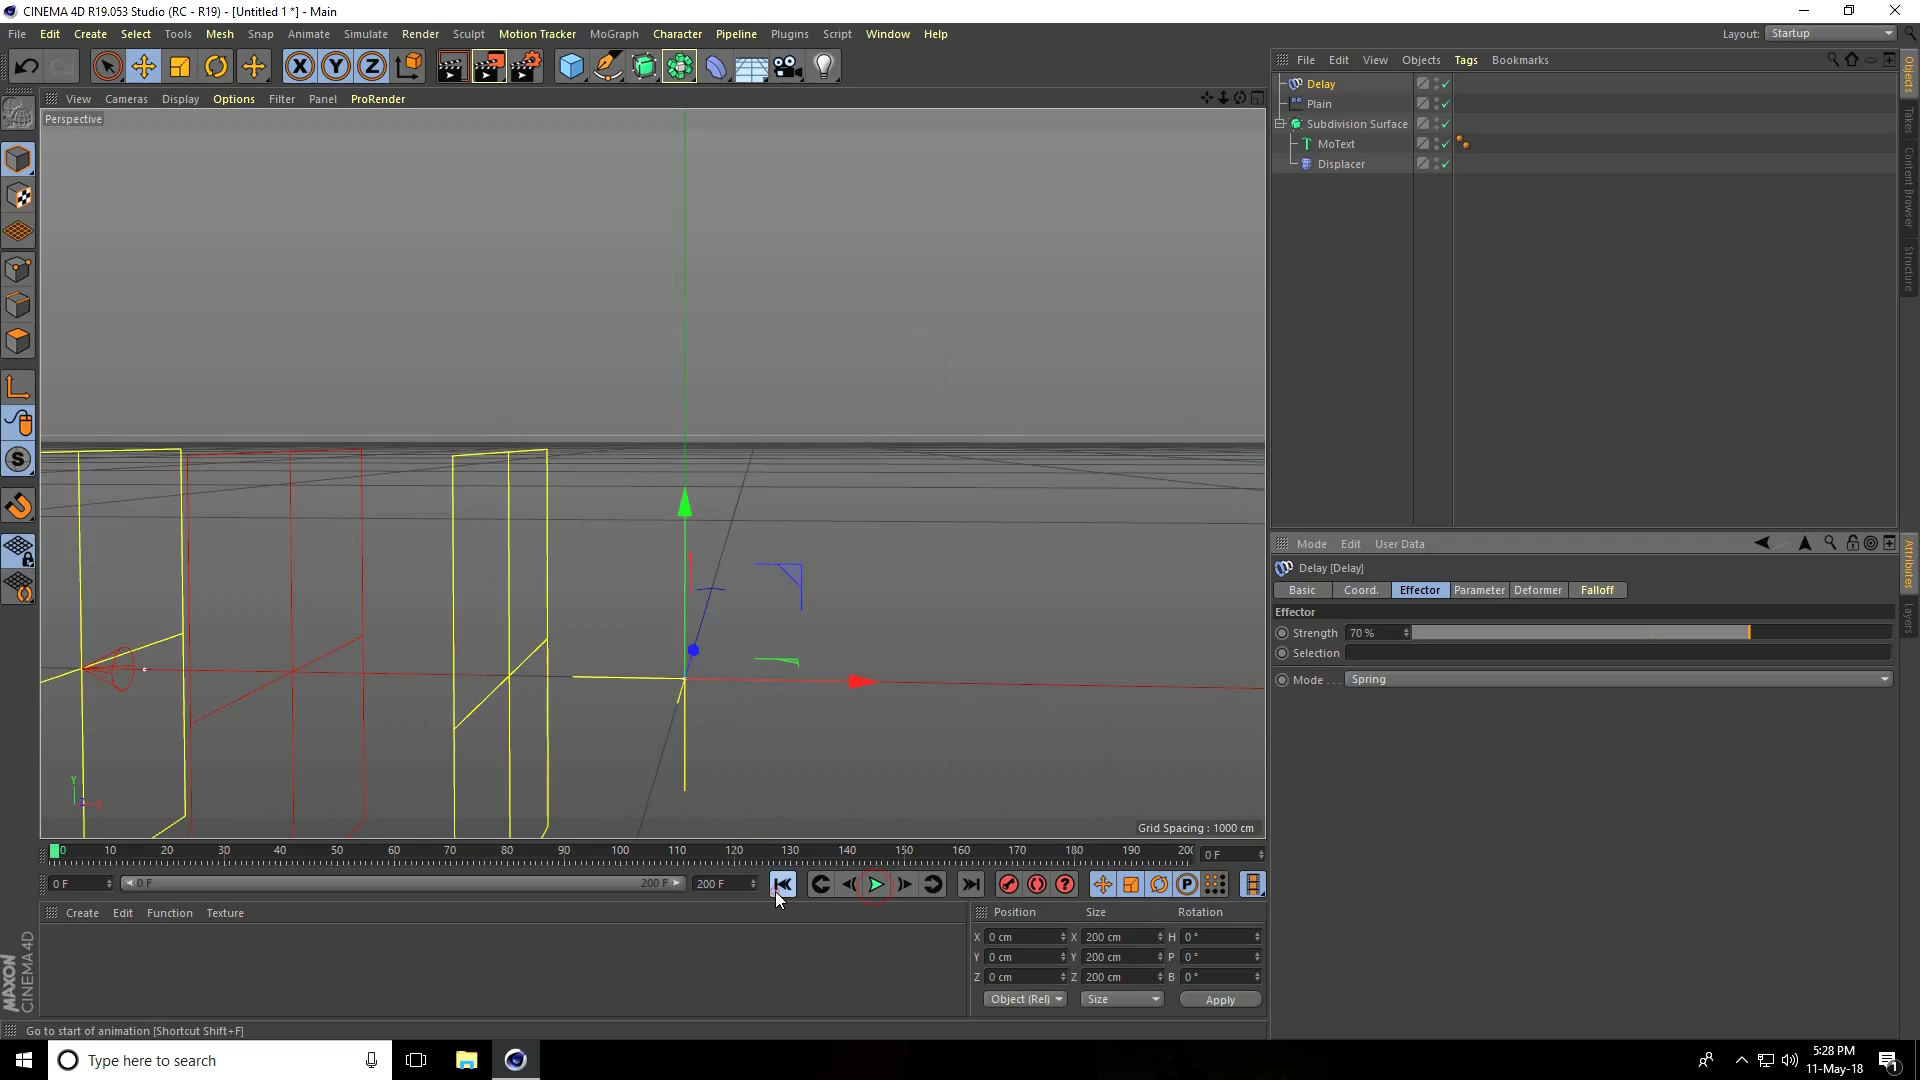 CINEMA 4D R19.053 Studio (RC - R19) - [Untitled 1 *] - Main
File Edit Create Select Tools Mesh Snap Animate Simulate Render Sculpt Motion Tracker MoGraph Character Pipeline Plugins Script Window Help
Layout: Startup
View Cameras Display Options Filter Panel ProRender
Perspective
File Edit View Objects Tags Bookmarks
Delay
Plain
Subdivision Surface
MoText
Displacer
Objects
Takes
Content Browser
Structure
Mode Edit User Data
Delay [Delay]
Basic Coord. Effector Parameter Deformer Falloff
Effector
Strength 70 %
Selection
Mode . . . Spring
Attributes
Layers
Y
X
Grid Spacing : 1000 cm
0 10 20 30 40 50 60 70 80 90 100 110 120 130 140 150 160 170 180 190 200
0 F
0 F
0 F
200 F
200 F
Create Edit Function Texture
Position Size Rotation
X 0 cm X 200 cm H 0 °
Y 0 cm Y 200 cm P 0 °
Z 0 cm Z 200 cm B 0 °
Object (Rel) Size Apply
MAXON
CINEMA 4D
Go to start of animation [Shortcut Shift+F]
Type here to search
5:28 PM
11-May-18
1